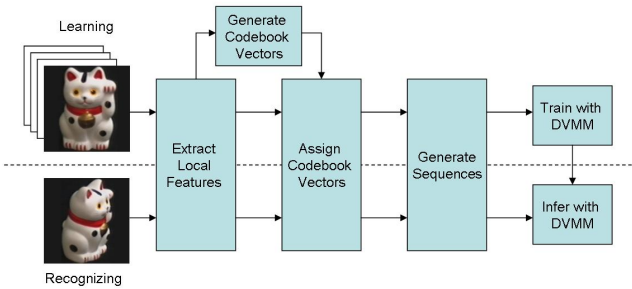 Learning
Generate
Codebook
Vectors
Extract
Local
Features
Assign
Codebook
Vectors
Generate
Sequences
Train with
DVMM
Infer with
DVMM
Recognizing